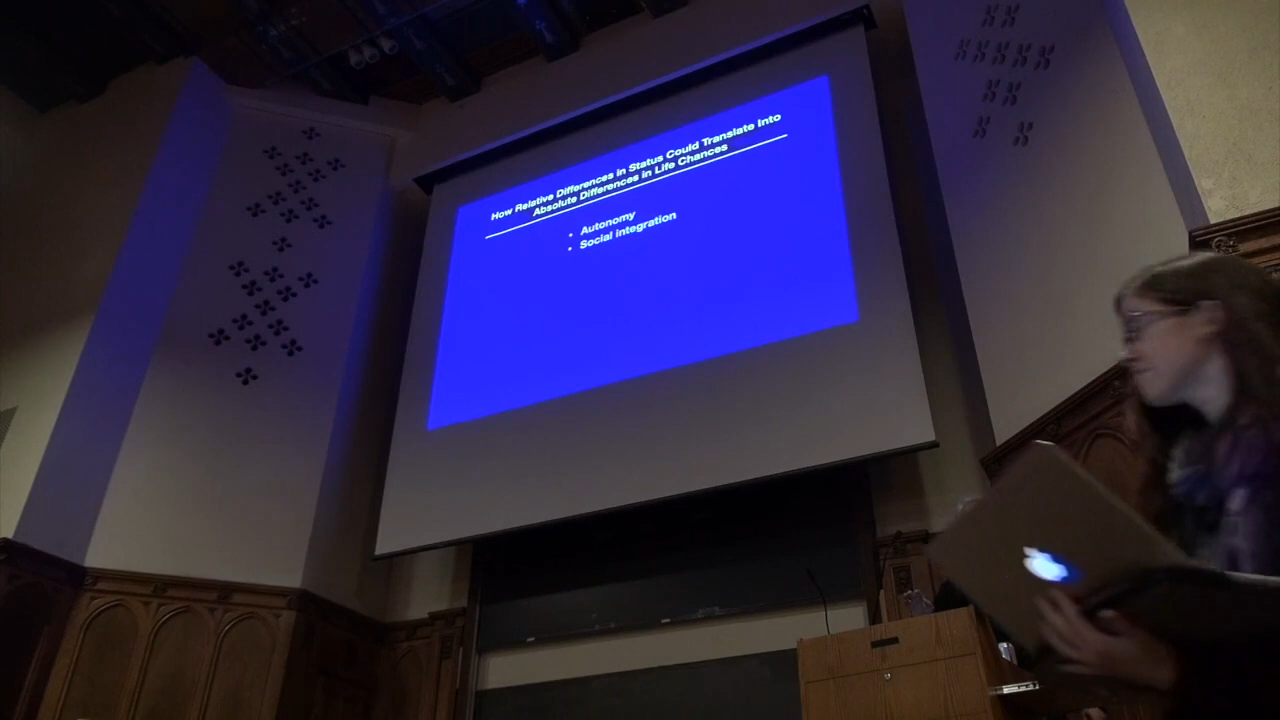 How Relative Differences in Status Could Translate Into
Absolute Differences in Life Chances
• Autonomy
• Social integration